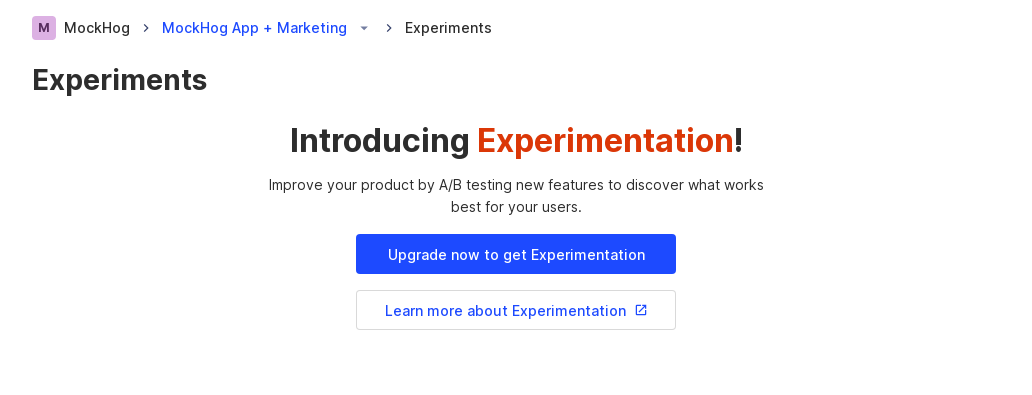 M MockHog MockHog App + Marketing Experiments
Experiments
Introducing Experimentation!
Improve your product by A/B testing new features to discover what works
best for your users.
Upgrade now to get Experimentation
Learn more about Experimentation